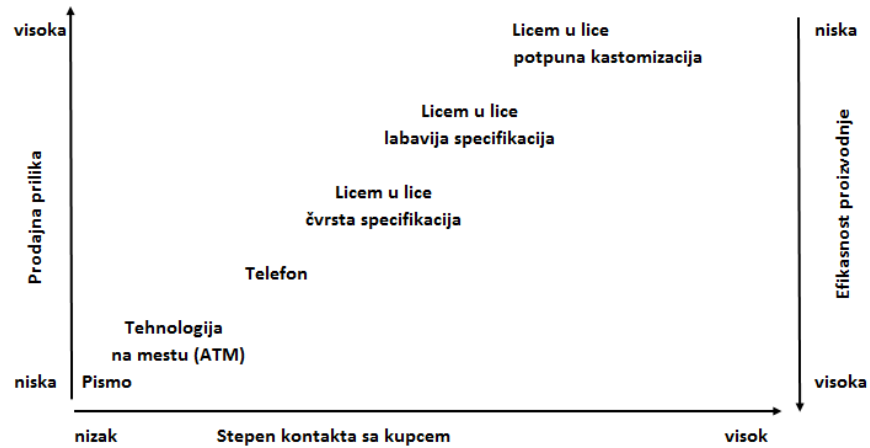 visoka
Licem u lice
potpuna kastomizacija
niska
Licem u lice
labavija specifikacija
Licem u lice
čvrsta specifikacija
Prodajna prilika
Efikasnost proizvodnje
Telefon
Tehnologija
na mestu (ATM)
niska
Pismo
visoka
nizak
Stepen kontakta sa kupcem
visok